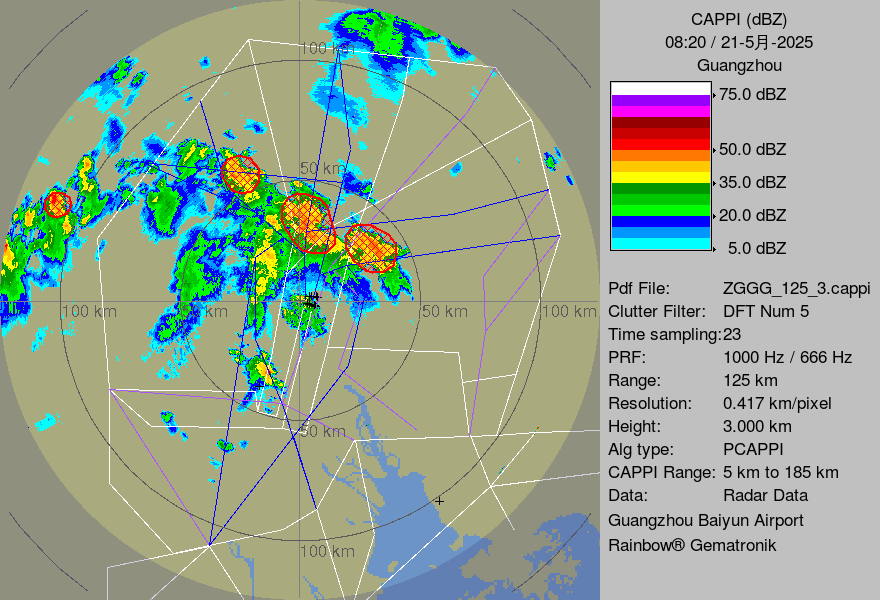 CAPPI (dBZ)
08:20 / 21-5月-2025
Guangzhou
75.0 dBZ
50.0 dBZ
35.0 dBZ
20.0 dBZ
5.0 dBZ
Pdf File: ZGGG_125_3.cappi
Clutter Filter: DFT Num 5
Time sampling:23
PRF: 1000 Hz / 666 Hz
Range: 125 km
Resolution: 0.417 km/pixel
Height: 3.000 km
Alg type: PCAPPI
CAPPI Range: 5 km to 185 km
Data: Radar Data
Guangzhou Baiyun Airport
Rainbow® Gematronik
100 km
50 km
100 km
km
50 km
100 km
50 km
100 km